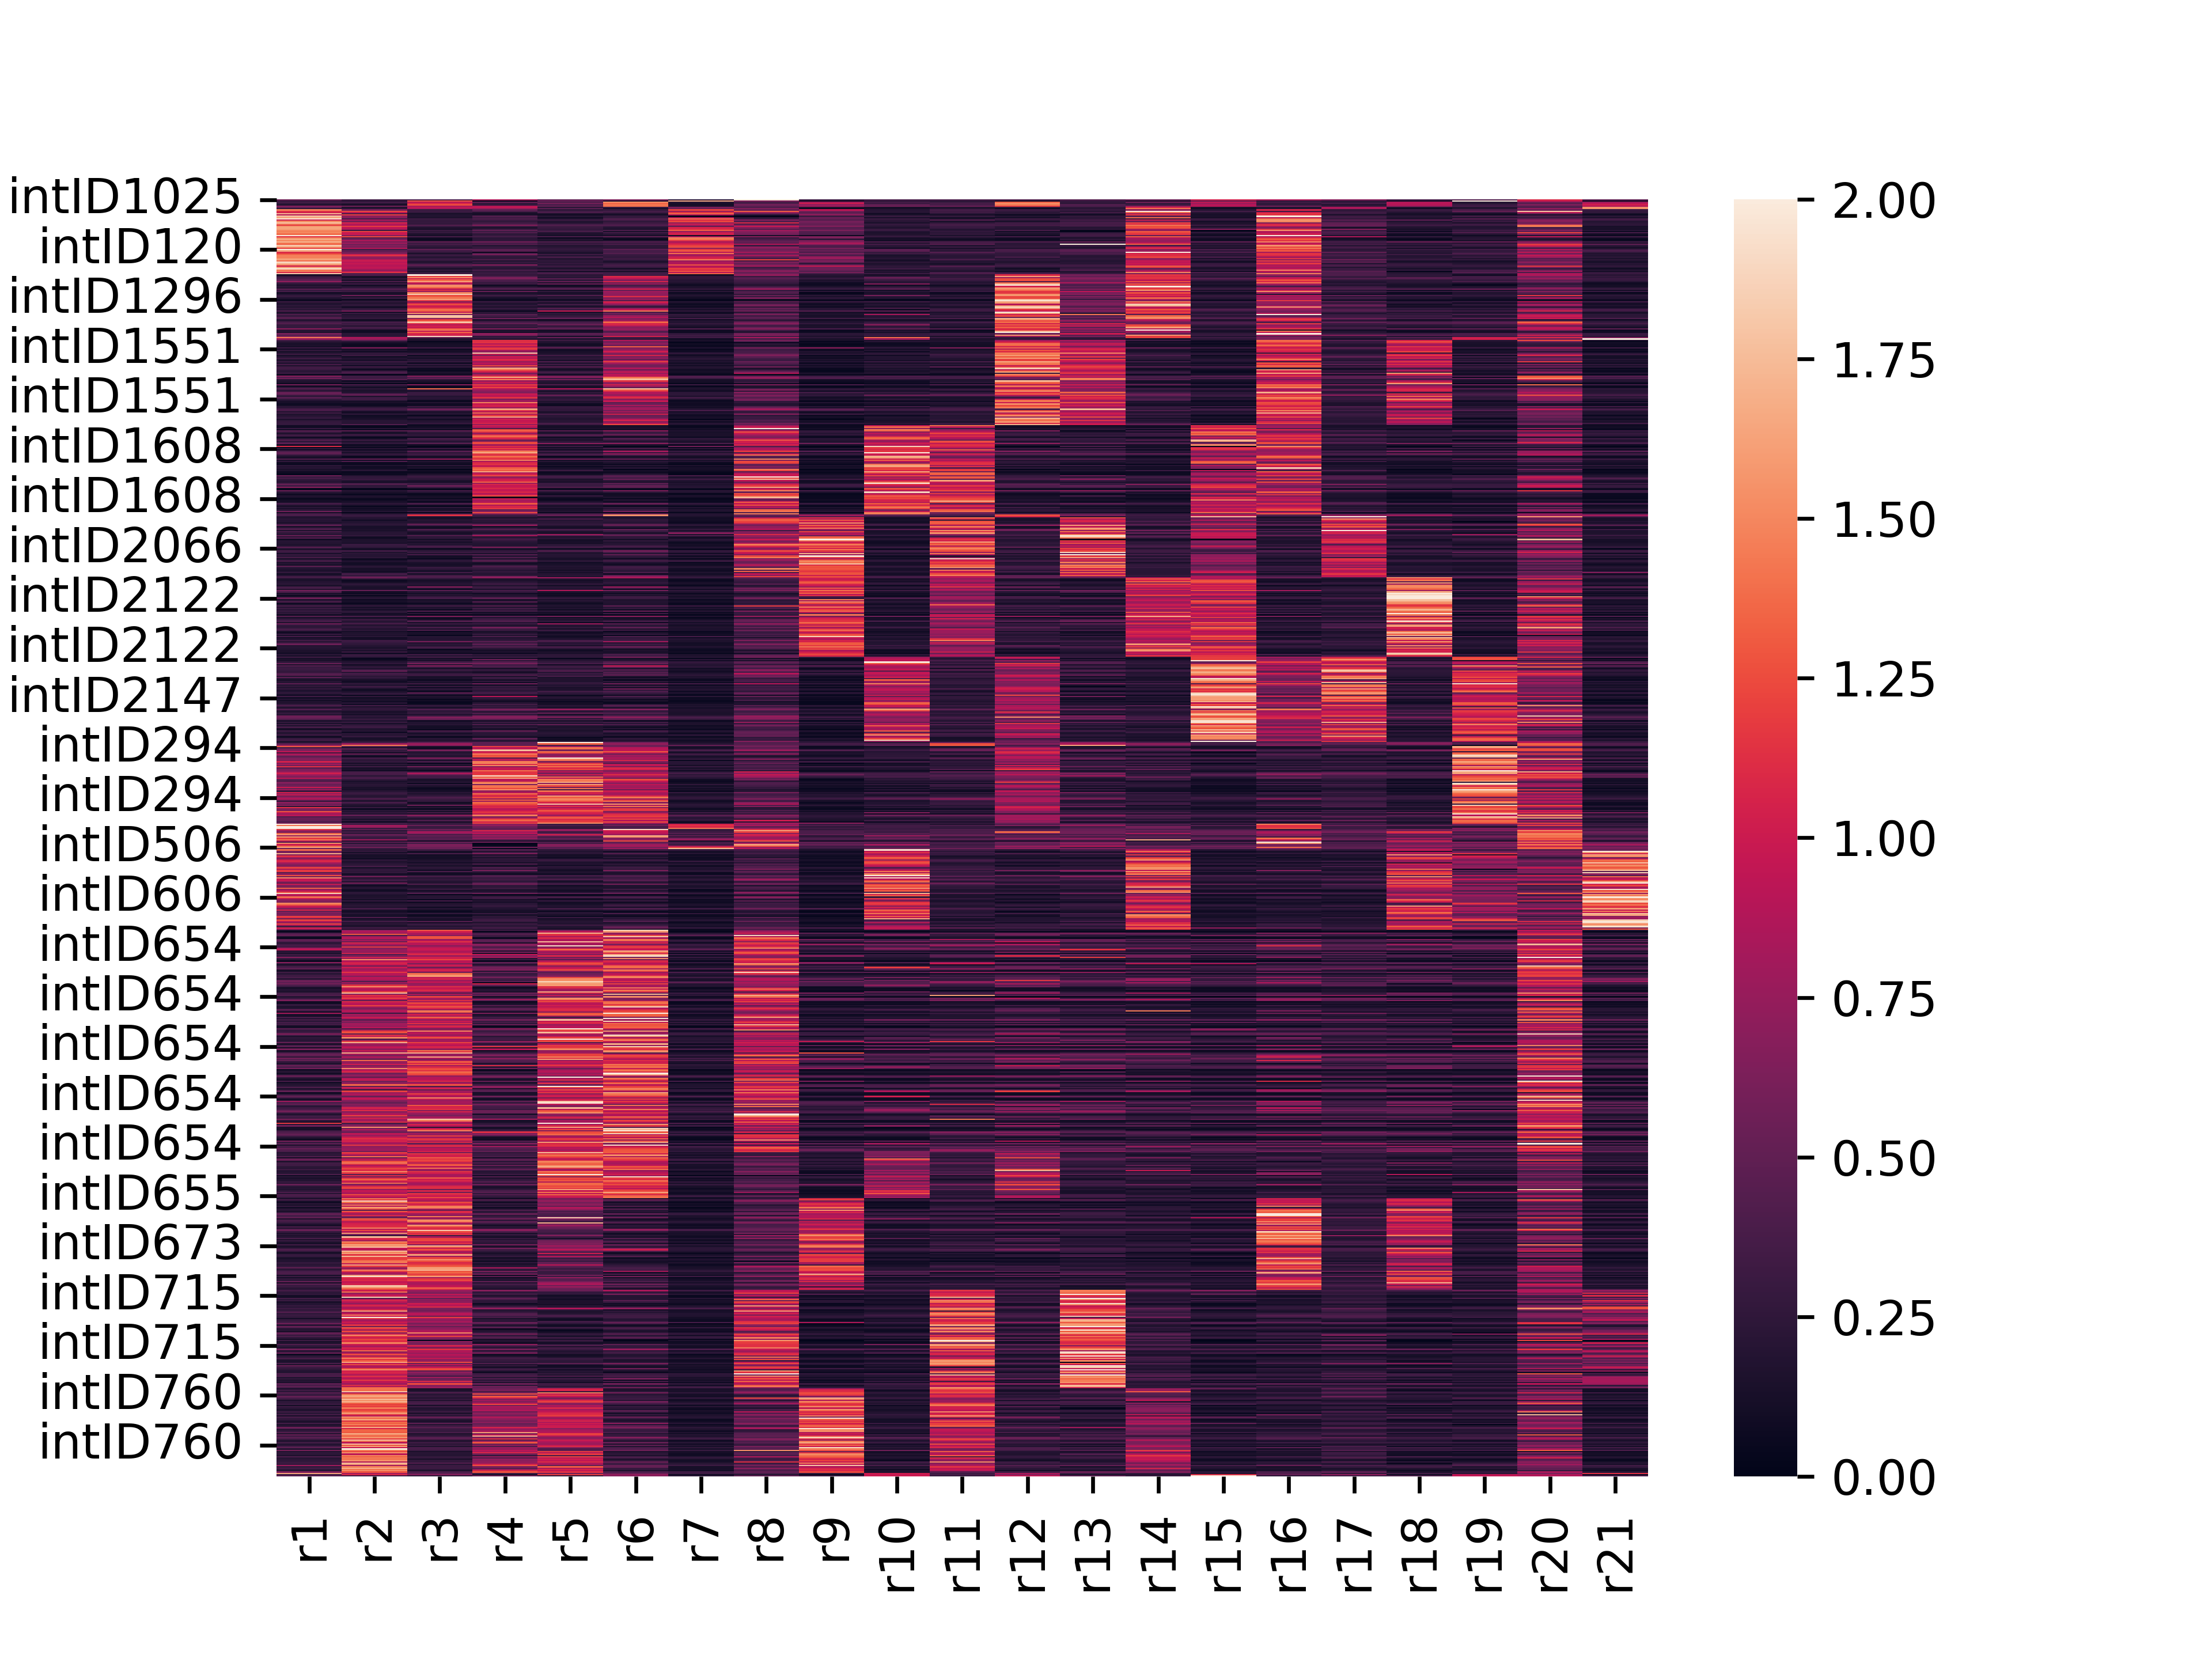 intID1025
intID120
intID1296
intID1551
intID1551
intID1608
intID1608
intID2066
intID2122
intID2122
intID2147
intID294
intID294
intID506
intID606
intID654
intID654
intID654
intID654
intID654
intID655
intID673
intID715
intID715
intID760
intID760
r1 r2 r3 r4 r5 r6 r7 r8 r9 r10 r11 r12 r13 r14 r15 r16 r17 r18 r19 r20 r21
2.00
1.75
1.50
1.25
1.00
0.75
0.50
0.25
0.00